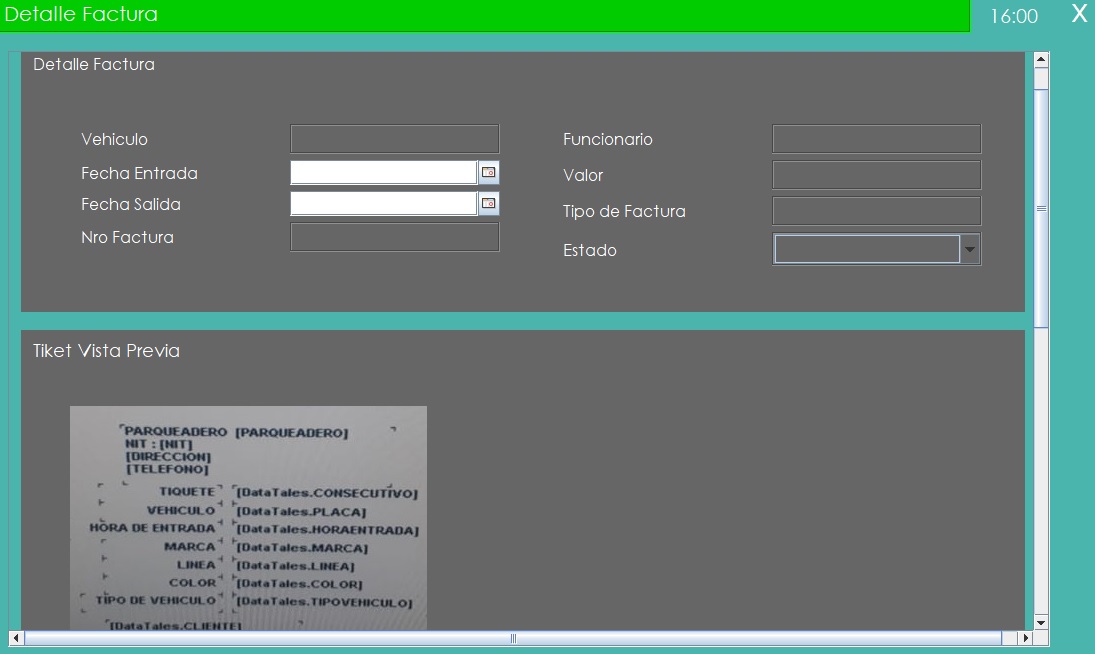 Detalle Factura
16:00
X
Detalle Factura
Vehiculo
Funcionario
Fecha Entrada
Valor
Fecha Salida
Tipo de Factura
Nro Factura
Estado
Tiket Vista Previa
PARQUEADERO [PARQUEADERO]
NIT : [NIT]
[DIRECCION]
[TELEFONO]
TIQUETE [DataTales.CONSECUTIVO]
VEHICULO [DataTales.PLACA]
HORA DE ENTRADA [DataTales.HORAENTRADA]
MARCA [DataTales.MARCA]
LINEA [DataTales.LINEA]
COLOR [DataTales.COLOR]
TIPO DE VEHICULO [DataTales.TIPOVEHICULO]
[DataTales.CLIENTE]